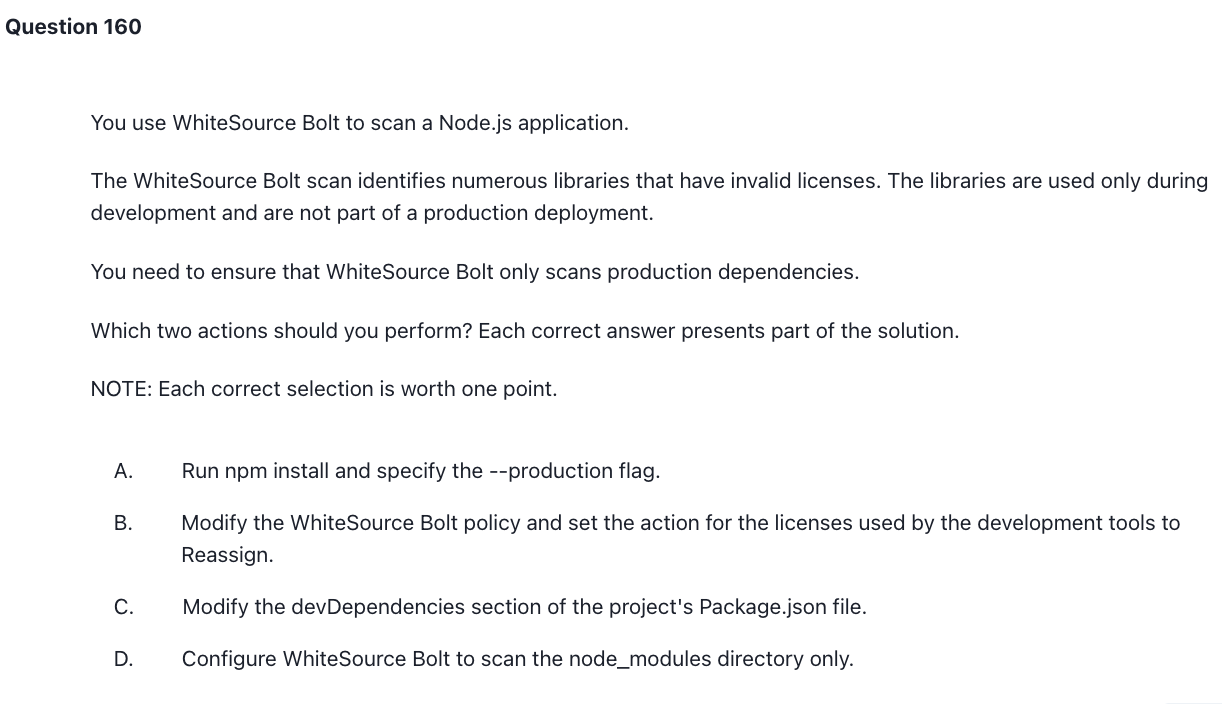 Question 160
You use WhiteSource Bolt to scan a Node.js application.
The WhiteSource Bolt scan identifies numerous libraries that have invalid licenses. The libraries are used only during
development and are not part of a production deployment.
You need to ensure that WhiteSource Bolt only scans production dependencies.
Which two actions should you perform? Each correct answer presents part of the solution.
NOTE: Each correct selection is worth one point.
A. Run npm install and specify the --production flag.
B. Modify the WhiteSource Bolt policy and set the action for the licenses used by the development tools to
Reassign.
C. Modify the devDependencies section of the project's Package.json file.
D. Configure WhiteSource Bolt to scan the node_modules directory only.